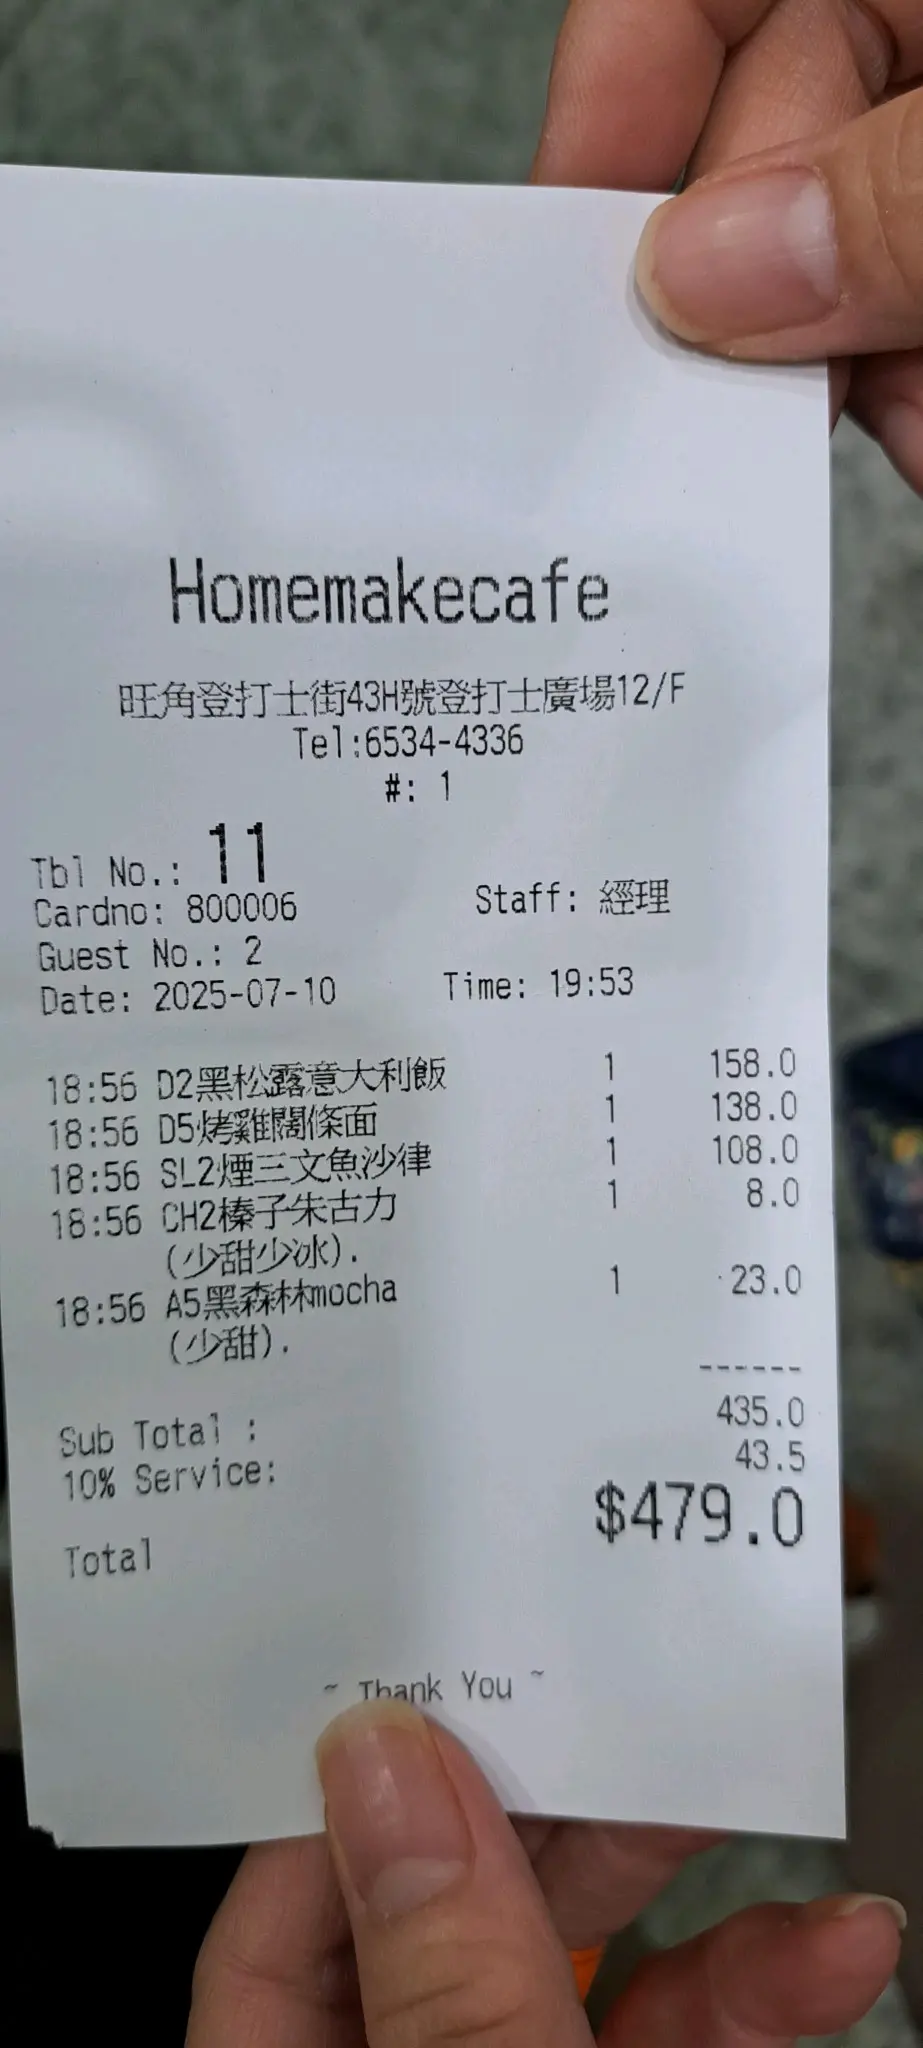 Homemakecafe
旺角登打士街43H號登打士廣場12/F
Tel:6534-4336
#: 1
Tbl No.: 11
Cardno: 800006 Staff: 經理
Guest No.: 2
Date: 2025-07-10 Time: 19:53
18:56 D2黑松露意大利飯 1 158.0
18:56 D5烤雞闊條面 1 138.0
18:56 SL2煙三文魚沙律 1 108.0
18:56 CH2榛子朱古力 1 8.0
(少甜少冰).
18:56 A5黑森林mocha 1 23.0
(少甜).
------
Sub Total : 435.0
10% Service: 43.5
Total $479.0
~ Thank You ~